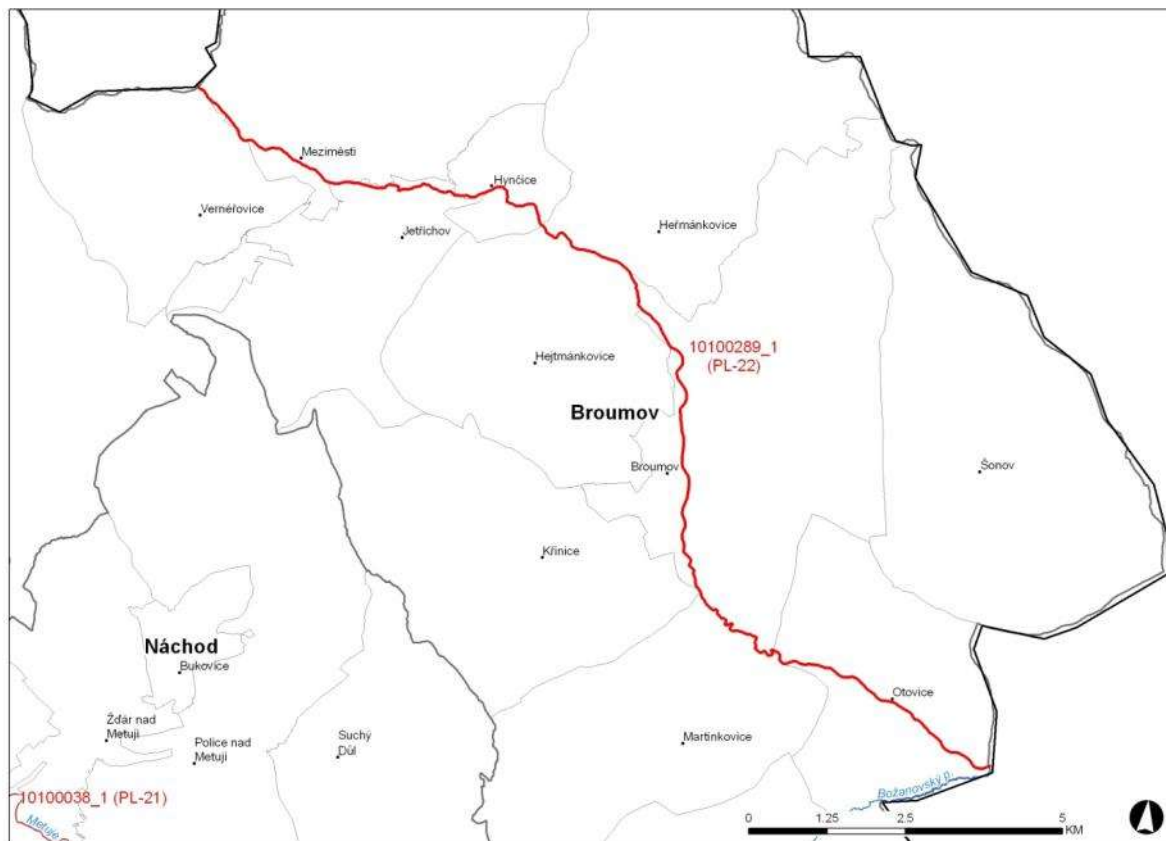 Meziměstí
Hynčice
Vernéřovice
Jetřichov
Heřmánkovice
10100289_1
(PL-22)
Hejtmánkovice
Broumov
Broumov
Šonov
Křinice
Náchod
Bukovice
Otovice
Žďár nad
Metují
Police nad
Metují
Suchý
Důl
Martínkovice
Božanovský p.
10100038_1 (PL-21)
Metuje
0 1.25 2.5 5
KM